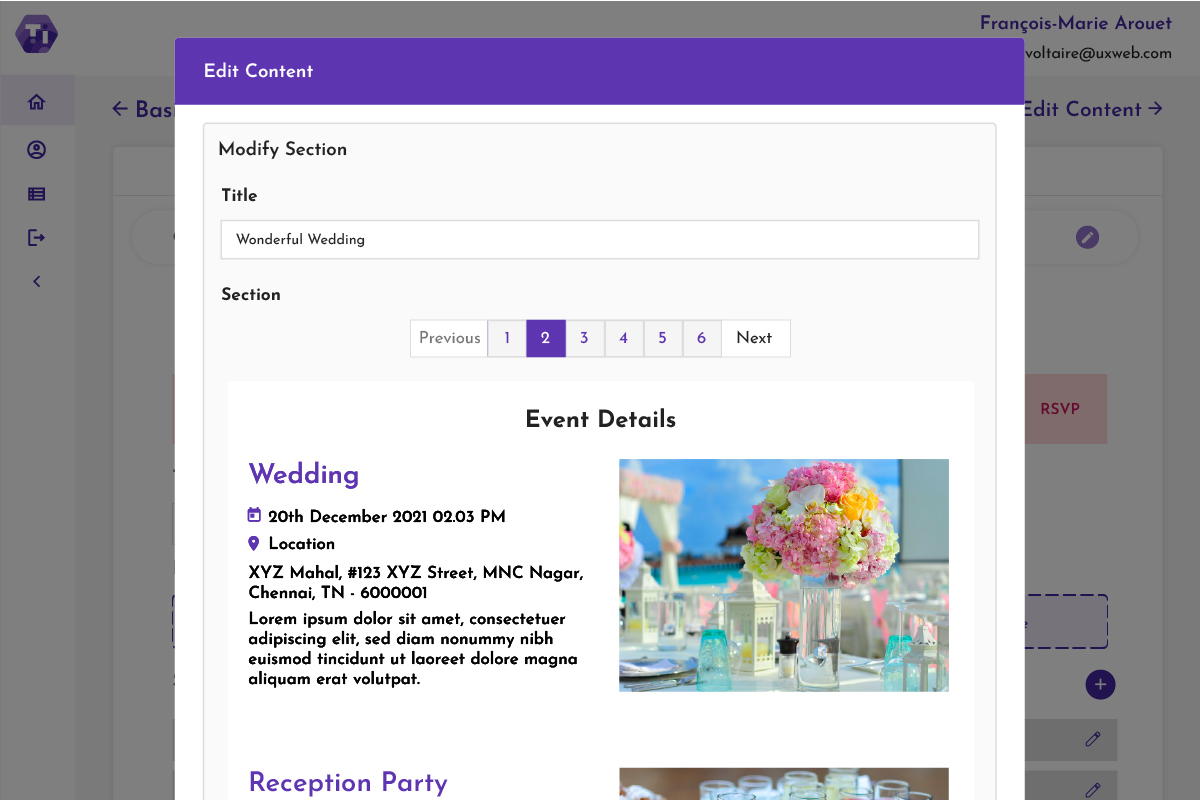 Ti
François-Marie Arouet
voltaire@uxweb.com
Edit Content
← Bas
Edit Content →
Modify Section
Title
Wonderful Wedding
Section
Previous 1 2 3 4 5 6 Next
Event Details
RSVP
Wedding
20th December 2021 02.03 PM
Location
XYZ Mahal, #123 XYZ Street, MNC Nagar,
Chennai, TN - 6000001
Lorem ipsum dolor sit amet, consectetuer
adipiscing elit, sed diam nonummy nibh
euismod tincidunt ut laoreet dolore magna
aliquam erat volutpat.
Reception Party